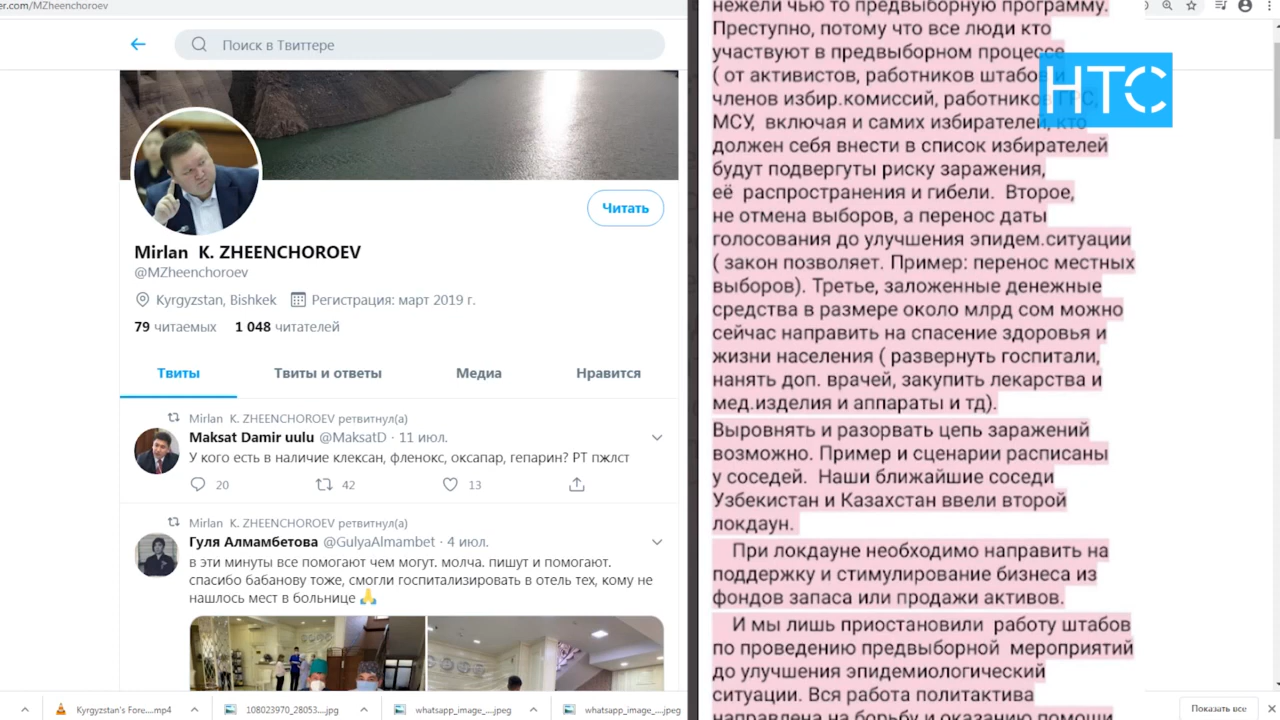 er.com/MZheenchoroev
Поиск в Твиттере
Читать
Mirlan K. ZHEENCHOROEV
@MZheenchoroev
Kyrgyzstan, Bishkek Регистрация: март 2019 г.
79 читаемых 1 048 читателей
Твиты Твиты и ответы Медиа Нравится
Mirlan K. ZHEENCHOROEV ретвитнул(а)
Maksat Damir uulu @MaksatD · 11 июл.
У кого есть в наличие клексан, фленокс, оксапар, гепарин? РТ пжлст
20 42 13
Mirlan K. ZHEENCHOROEV ретвитнул(а)
Гуля Алмамбетова @GulyaAlmambet · 4 июл.
в эти минуты все помогают чем могут. молча. пишут и помогают.
спасибо бабанову тоже, смогли госпитализировать в отель тех, кому не
нашлось мест в больнице 🙏
Kyrgyzstan's Fore....mp4 108023970_28053...jpg whatsapp_image_....jpeg whatsapp_image_....jpeg
нежели чью то предвыборную программу.
Преступно, потому что все люди кто
участвуют в предвыборном процессе
( от активистов, работников штабов и
членов избир.комиссий, работников ГРС,
МСУ, включая и самих избирателей, кто
должен себя внести в список избирателей
будут подвергуты риску заражения,
её распространения и гибели. Второе,
не отмена выборов, а перенос даты
голосования до улучшения эпидем.ситуации
( закон позволяет. Пример: перенос местных
выборов). Третье, заложенные денежные
средства в размере около млрд сом можно
сейчас направить на спасение здоровья и
жизни населения ( развернуть госпитали,
нанять доп. врачей, закупить лекарства и
мед.изделия и аппараты и тд).
Выровнять и разорвать цепь заражений
возможно. Пример и сценарии расписаны
у соседей. Наши ближайшие соседи
Узбекистан и Казахстан ввели второй
локдаун.
При локдауне необходимо направить на
поддержку и стимулирование бизнеса из
фондов запаса или продажи активов.
И мы лишь приостановили работу штабов
по проведению предвыборной мероприятий
до улучшения эпидемиологический
ситуации. Вся работа политактива
направлена на борьбу и оказанию помощи
НТС
Показать все